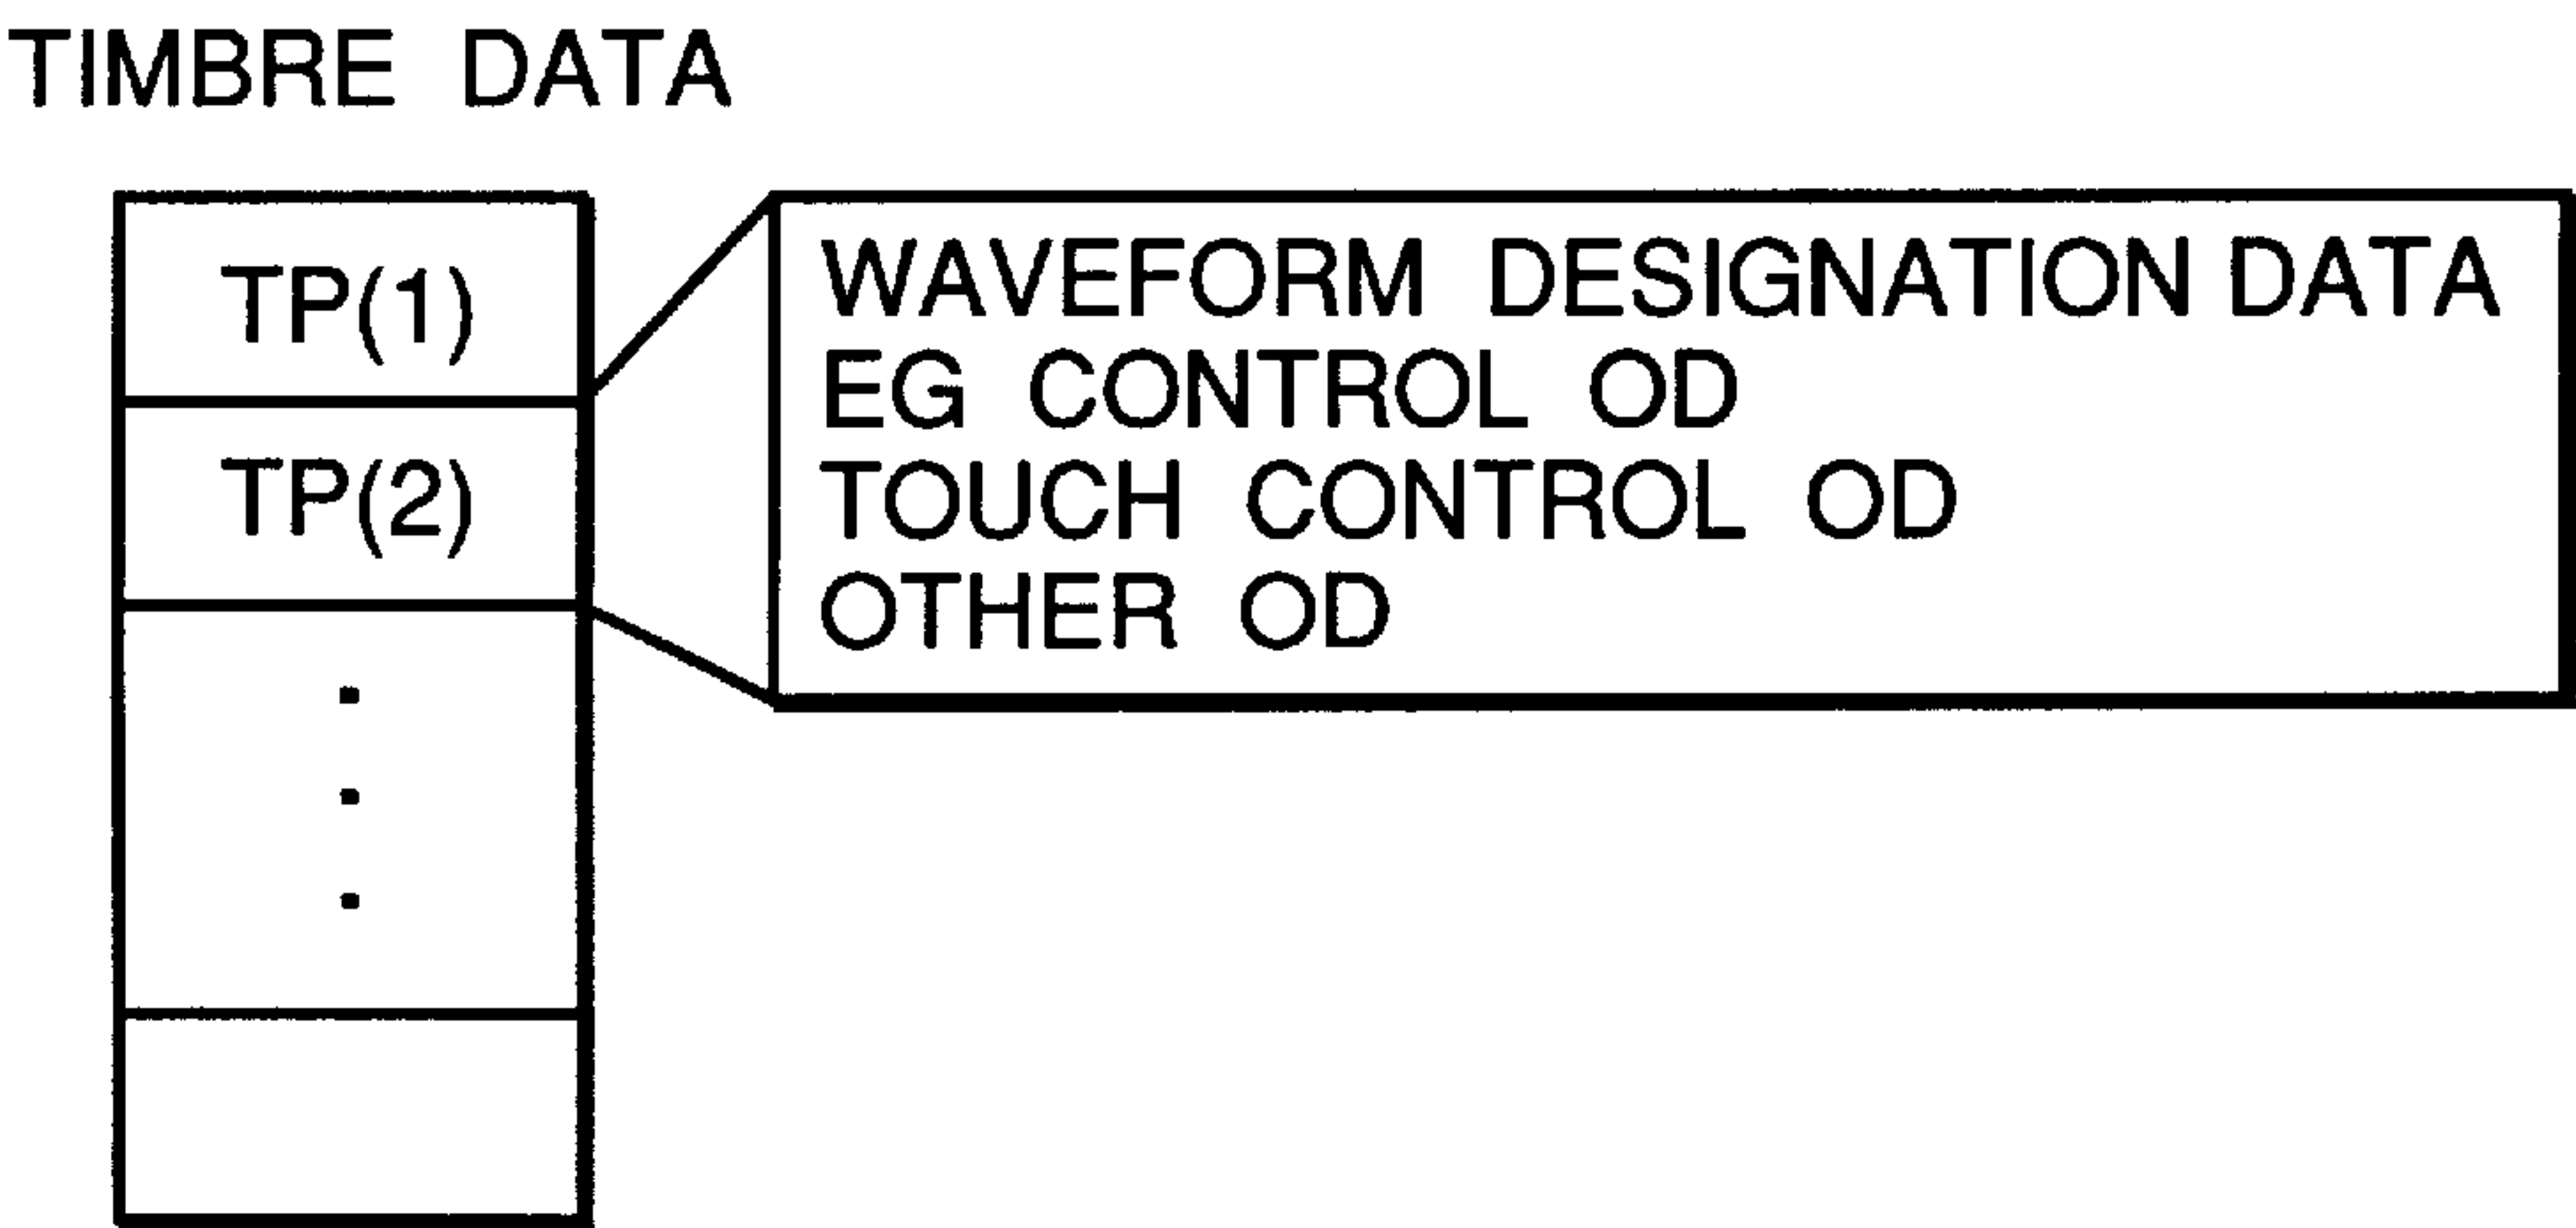 TIMBRE DATA
TP(1)
TP(2)
WAVEFORM DESIGNATION DATA
EG CONTROL OD
TOUCH CONTROL OD
OTHER OD